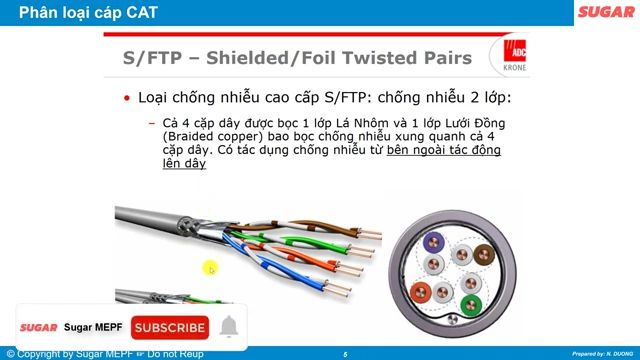 Phân loại cáp CAT
SUGAR
S/FTP – Shielded/Foil Twisted Pairs
ADC
KRONE
• Loại chống nhiễu cao cấp S/FTP: chống nhiễu 2 lớp:
– Cả 4 cặp dây được bọc 1 lớp Lá Nhôm và 1 lớp Lưới Đồng
(Braided copper) bao bọc chống nhiễu xung quanh cả 4
cặp dây. Có tác dụng chống nhiễu từ bên ngoài tác động
lên dây
SUGAR Sugar MEPF SUBSCRIBE
© Copyright by Sugar MEPF ☞ Do not Reup
5
Prepared by: N. DUONG